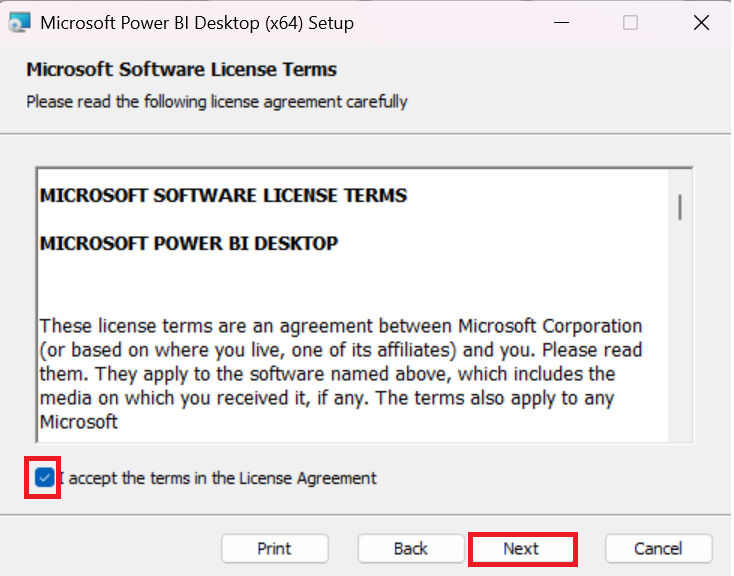 Microsoft Power BI Desktop (x64) Setup
Microsoft Software License Terms
Please read the following license agreement carefully
MICROSOFT SOFTWARE LICENSE TERMS
MICROSOFT POWER BI DESKTOP
These license terms are an agreement between Microsoft Corporation
(or based on where you live, one of its affiliates) and you. Please read
them. They apply to the software named above, which includes the
media on which you received it, if any. The terms also apply to any
Microsoft
I accept the terms in the License Agreement
Print Back Next Cancel